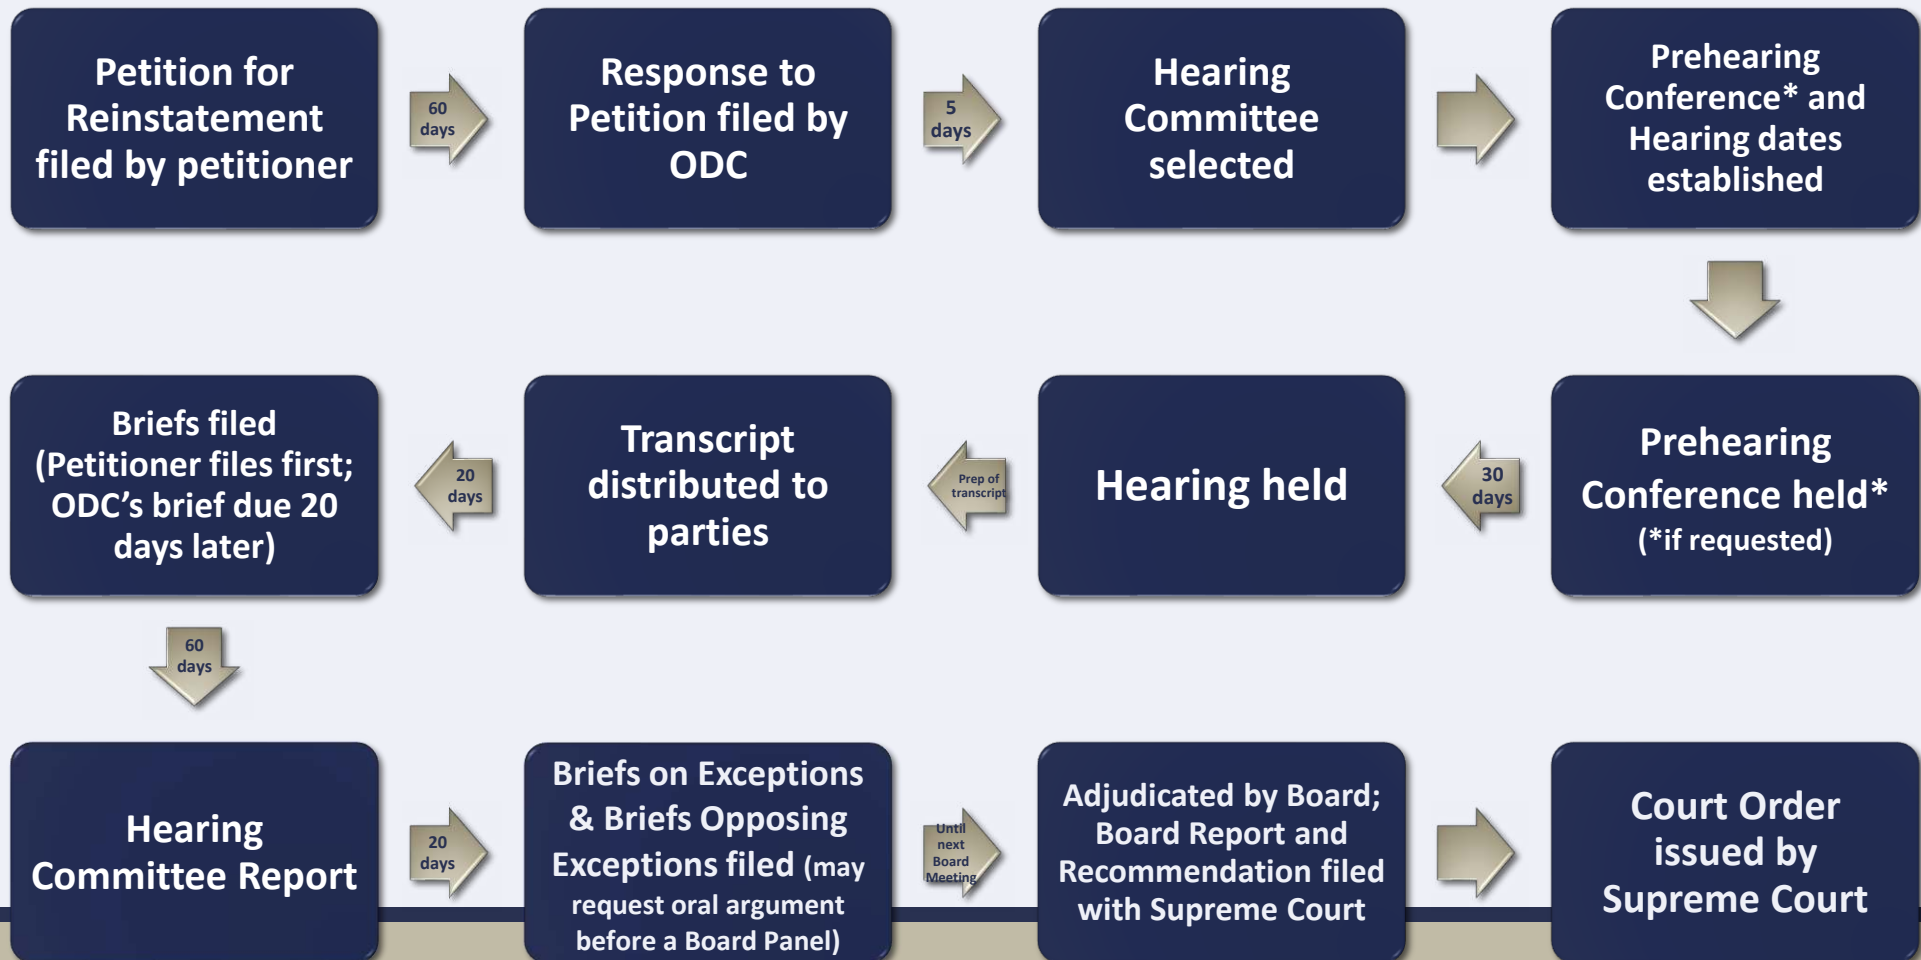 Petition for
Reinstatement
filed by petitioner
60
days
Response to
Petition filed by
ODC
5
days
Hearing
Committee
selected
Prehearing
Conference* and
Hearing dates
established
Prehearing
Conference held*
(*if requested)
30
days
Hearing held
Prep of
transcript
Transcript
distributed to
parties
20
days
Briefs filed
(Petitioner files first;
ODC’s brief due 20
days later)
60
days
Hearing
Committee Report
20
days
Briefs on Exceptions
& Briefs Opposing
Exceptions filed (may
request oral argument
before a Board Panel)
Until
next
Board
Meeting
Adjudicated by Board;
Board Report and
Recommendation filed
with Supreme Court
Court Order
issued by
Supreme Court